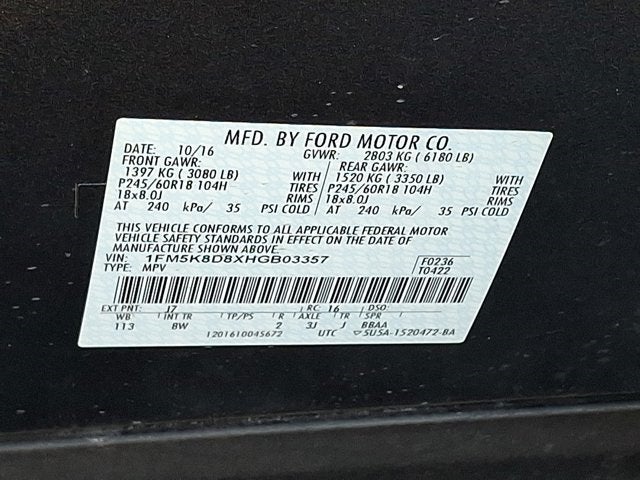 MFD. BY FORD MOTOR CO.
DATE: 10/16 GVWR: 2803 KG ( 6180 LB)
FRONT GAWR: REAR GAWR:
1397 KG ( 3080 LB) WITH 1520 KG ( 3350 LB) WITH
P245/60R18 104H TIRES P245/60R18 104H TIRES
18x8.0J RIMS 18x8.0J RIMS
AT 240 kPa/ 35 PSI COLD AT 240 kPa/ 35 PSI COLD
THIS VEHICLE CONFORMS TO ALL APPLICABLE FEDERAL MOTOR
VEHICLE SAFETY STANDARDS IN EFFECT ON THE DATE OF
MANUFACTURE SHOWN ABOVE.
VIN: 1FM5K8D8XHGB03357 F0236
TYPE: MPV T0422
EXT PNT: J7 RC: 16 DSO:
WB INT TR TP/PS R AXLE TR SPR
113 BW 2 3J J BBAA
1201610045672 UTC ▽5U5A-1520472-BA